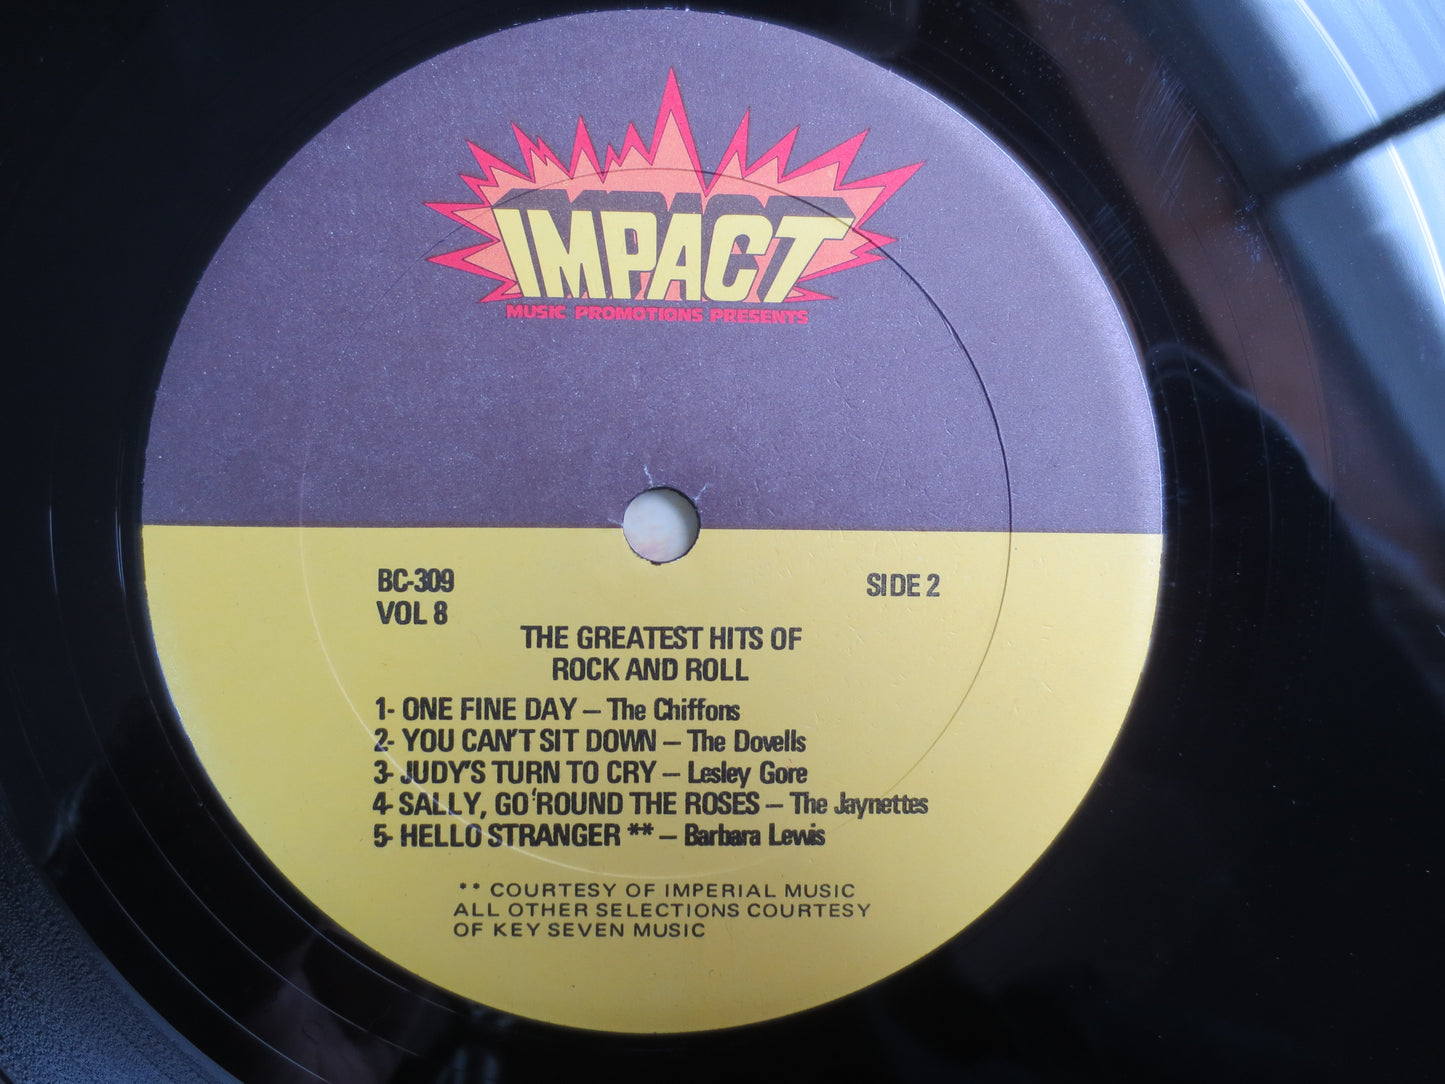 IMPACT
MUSIC PROMOTIONS PRESENTS
BC-309
VOL 8
SIDE 2
THE GREATEST HITS OF
ROCK AND ROLL
1- ONE FINE DAY – The Chiffons
2- YOU CAN'T SIT DOWN – The Dovells
3- JUDY'S TURN TO CRY – Lesley Gore
4- SALLY, GO 'ROUND THE ROSES – The Jaynettes
5- HELLO STRANGER ** – Barbara Lewis
** COURTESY OF IMPERIAL MUSIC
ALL OTHER SELECTIONS COURTESY
OF KEY SEVEN MUSIC